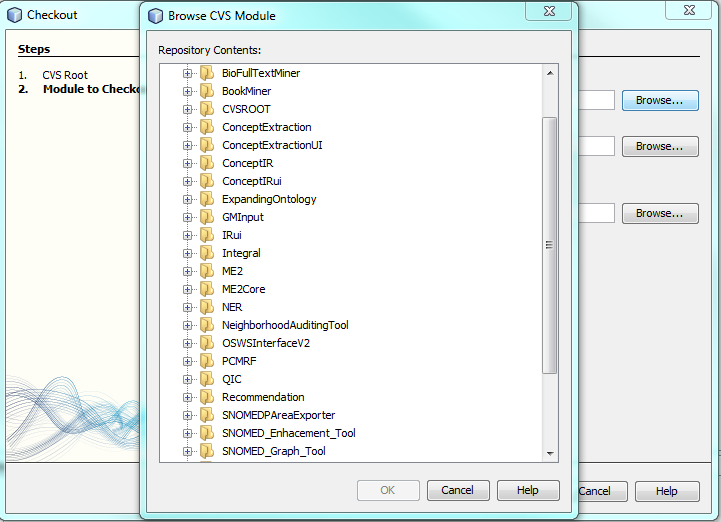 Checkout
Steps
1. CVS Root
2. Module to Checko
Browse CVS Module
Repository Contents:
BioFullTextMiner
BookMiner
CVSROOT
ConceptExtraction
ConceptExtractionUI
ConceptIR
ConceptIRui
ExpandingOntology
GMInput
IRui
Integral
ME2
ME2Core
NER
NeighborhoodAuditingTool
OSWSInterfaceV2
PCMRF
QIC
Recommendation
SNOMEDPAreaExporter
SNOMED_Enhacement_Tool
SNOMED_Graph_Tool
OK Cancel Help
Browse...
Browse...
Browse...
Cancel Help